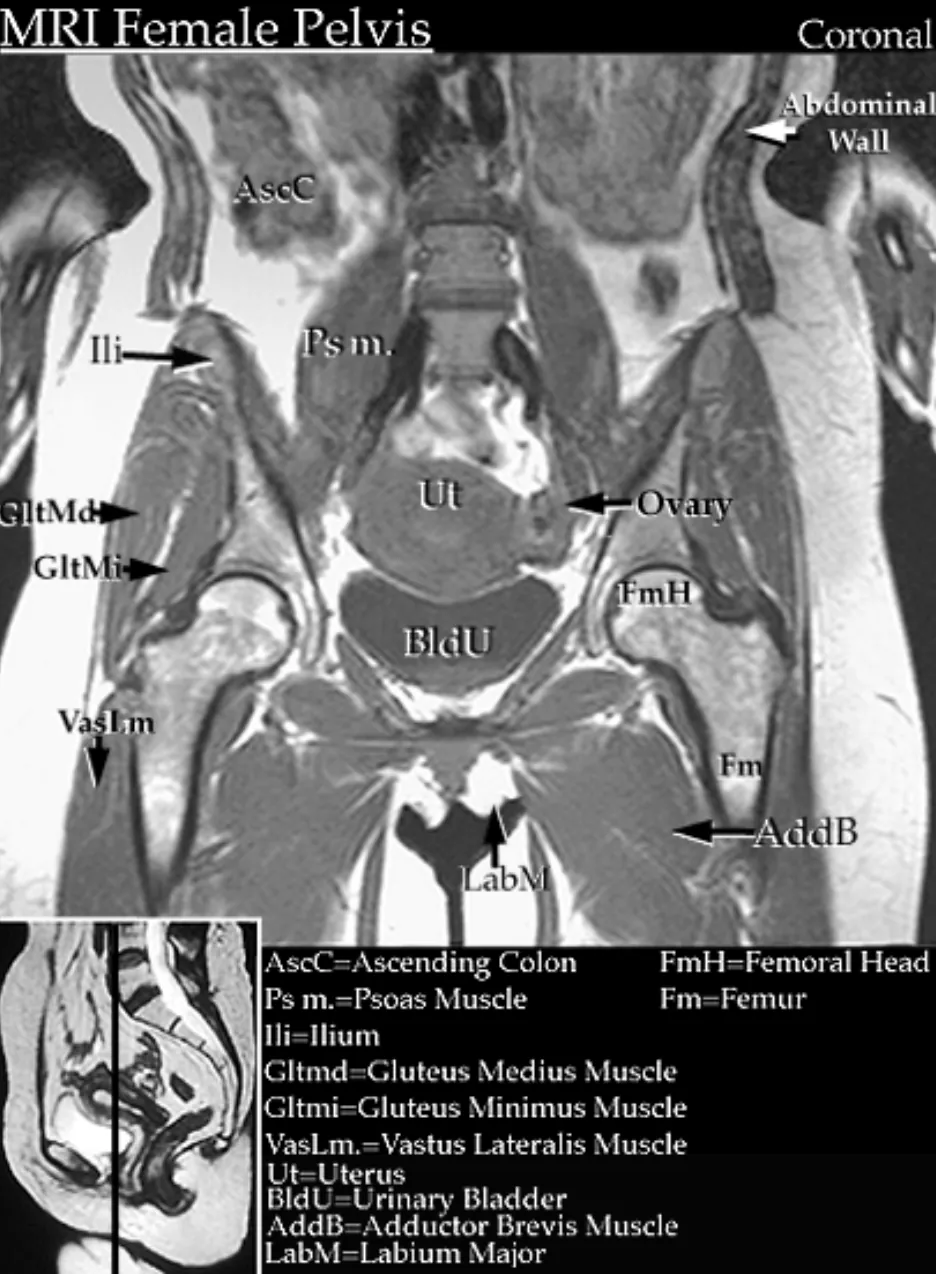 MRI Female Pelvis
Coronal
Abdominal
Wall
AscC
Ili
Ps m.
Ut
Ovary
GltMd
GltMi
FmH
BldU
VasLm
Fm
AddB
LabM
AscC=Ascending Colon
FmH=Femoral Head
Ps m.=Psoas Muscle
Fm=Femur
Ili=Ilium
Gltmd=Gluteus Medius Muscle
Gltmi=Gluteus Minimus Muscle
VasLm.=Vastus Lateralis Muscle
Ut=Uterus
BldU=Urinary Bladder
AddB=Adductor Brevis Muscle
LabM=Labium Major